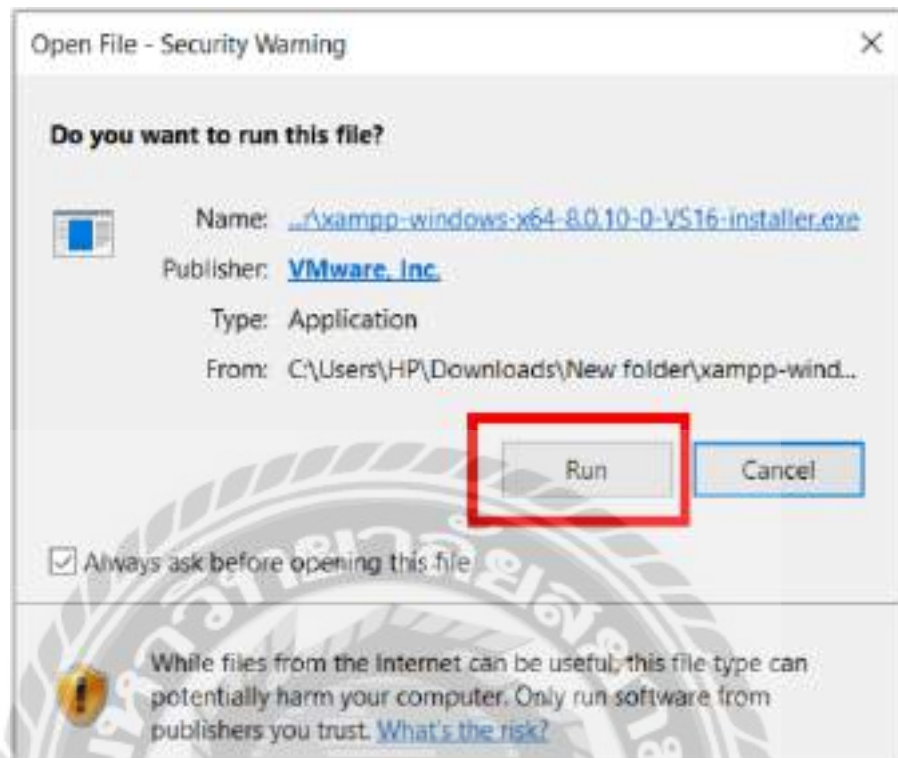 Open File - Security Warning
Do you want to run this file?
Name: ...r\xampp-windows-x64-8.0.10-0-VS16-installer.exe
Publisher: VMware, Inc.
Type: Application
From: C:\Users\HP\Downloads\New folder\xampp-wind...
Run Cancel
Always ask before opening this file
While files from the Internet can be useful, this file type can
potentially harm your computer. Only run software from
publishers you trust. What's the risk?